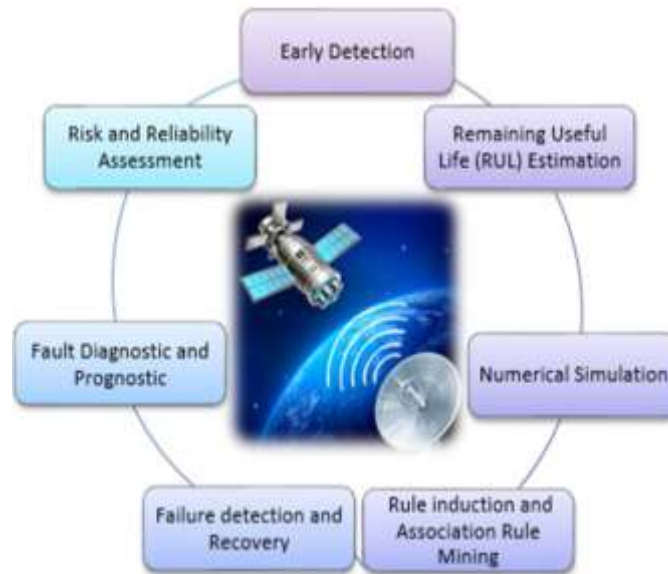 Early Detection
Risk and Reliability
Assessment
Remaining Useful
Life (RUL) Estimation
Fault Diagnostic and
Prognostic
Numerical Simulation
Failure detection and
Recovery
Rule induction and
Association Rule
Mining